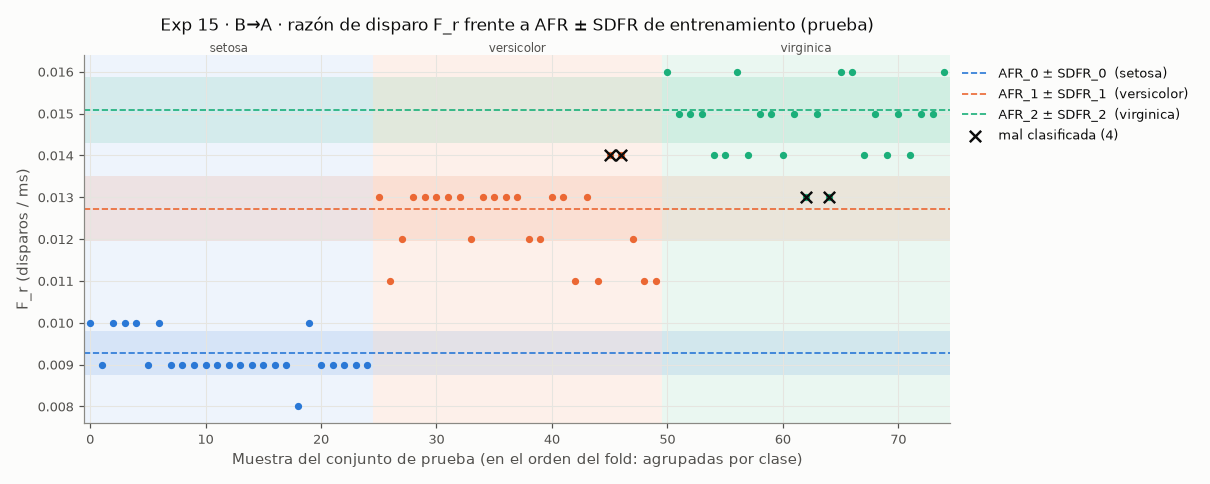 Exp 15 · B→A · razón de disparo F_r frente a AFR ± SDFR de entrenamiento (prueba)
setosa
versicolor
virginica
0.016
0.015
0.014
0.013
0.012
0.011
0.010
0.009
0.008
F_r (disparos / ms)
0
10
20
30
40
50
60
70
Muestra del conjunto de prueba (en el orden del fold: agrupadas por clase)
AFR_0 ± SDFR_0 (setosa)
AFR_1 ± SDFR_1 (versicolor)
AFR_2 ± SDFR_2 (virginica)
mal clasificada (4)